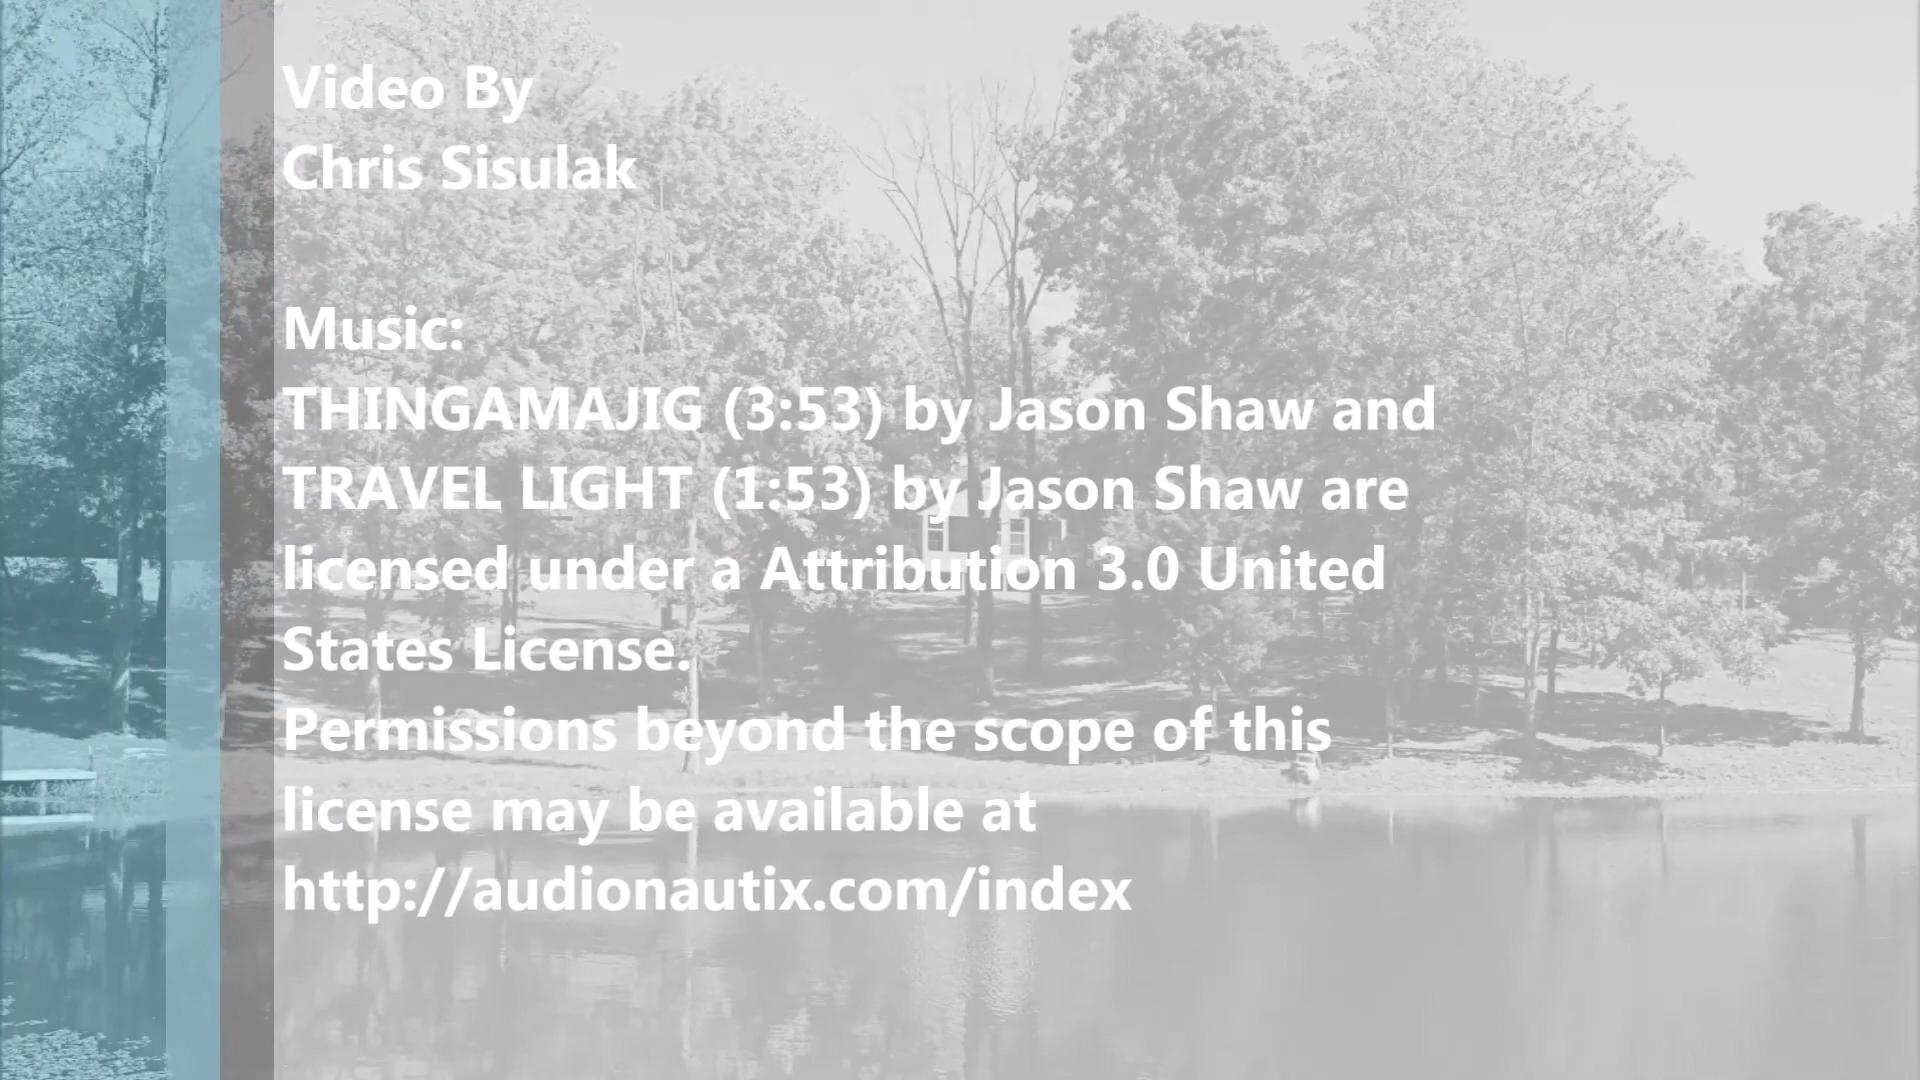 Video By
Chris Sisulak
Music:
THINGAMAJIG (3:53) by Jason Shaw and
TRAVEL LIGHT (1:53) by Jason Shaw are
licensed under a Attribution 3.0 United
States License.
Permissions beyond the scope of this
license may be available at
http://audionautix.com/index